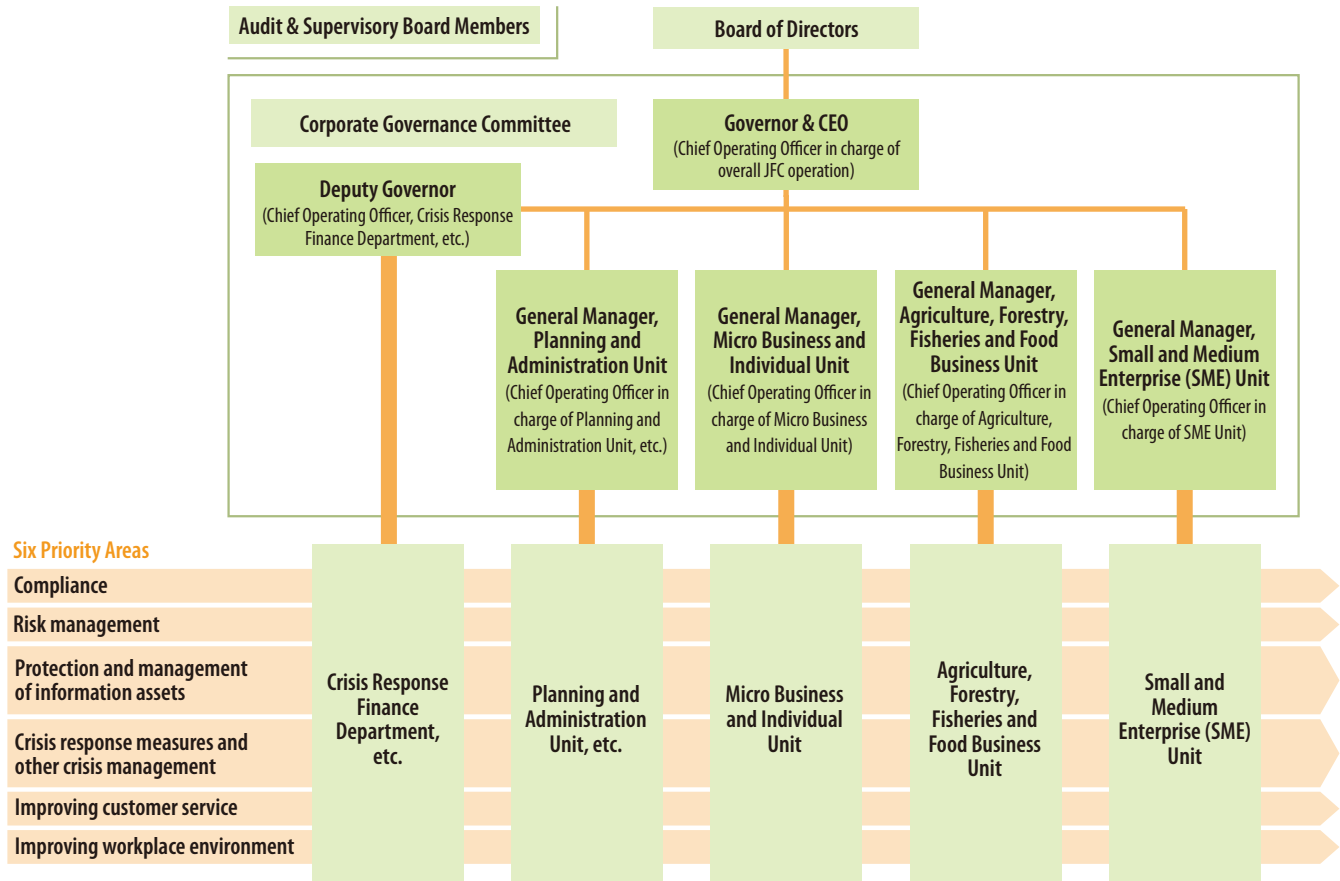 Audit & Supervisory Board Members
Board of Directors
Corporate Governance Committee
Governor & CEO
(Chief Operating Officer in charge of
overall JFC operation)
Deputy Governor
(Chief Operating Officer, Crisis Response
Finance Department, etc.)
General Manager,
Planning and
Administration Unit
(Chief Operating Officer in
charge of Planning and
Administration Unit, etc.)
General Manager,
Micro Business and
Individual Unit
(Chief Operating Officer in
charge of Micro Business
and Individual Unit)
General Manager,
Agriculture, Forestry,
Fisheries and Food
Business Unit
(Chief Operating Officer in
charge of Agriculture,
Forestry, Fisheries and Food
Business Unit)
General Manager,
Small and Medium
Enterprise (SME) Unit
(Chief Operating Officer in
charge of SME Unit)
Six Priority Areas
Compliance
Risk management
Protection and management
of information assets
Crisis response measures and
other crisis management
Improving customer service
Improving workplace environment
Crisis Response
Finance
Department,
etc.
Planning and
Administration
Unit, etc.
Micro Business
and Individual
Unit
Agriculture,
Forestry,
Fisheries and
Food Business
Unit
Small and
Medium
Enterprise (SME)
Unit